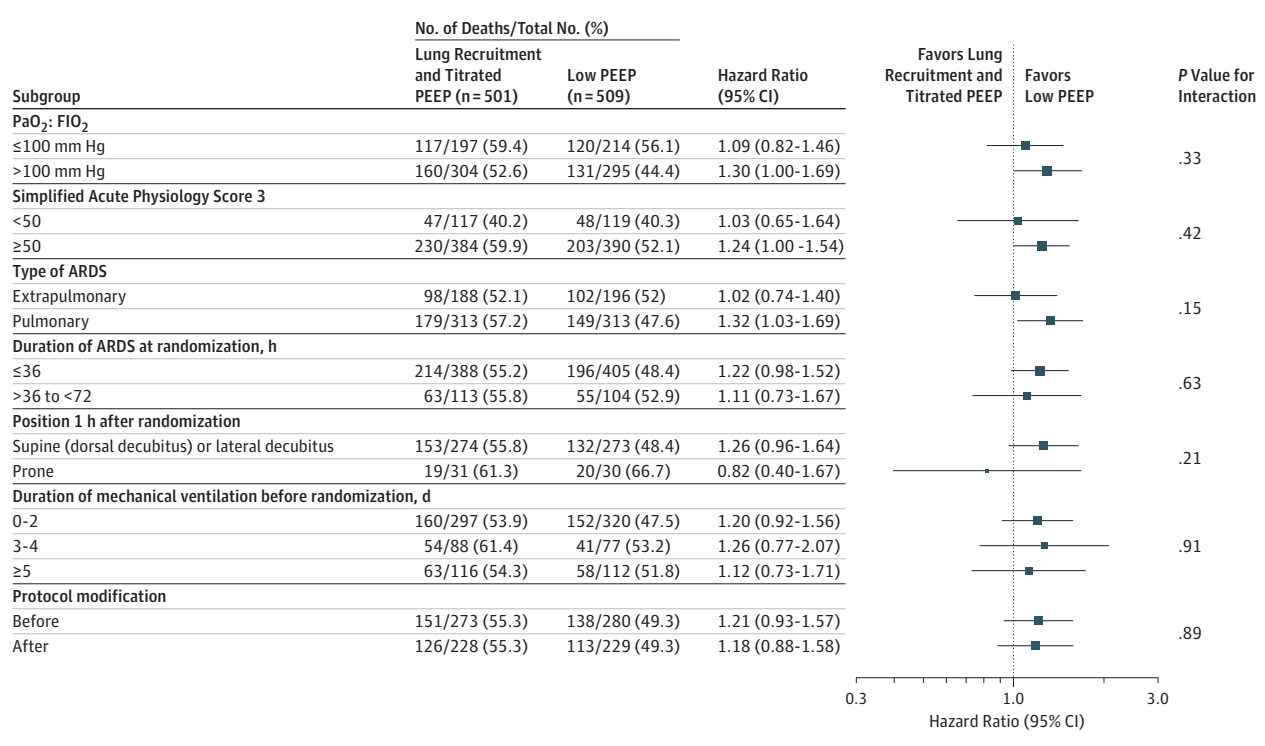 No. of Deaths/Total No. (%)
Lung Recruitment and Titrated PEEP (n = 501) Low PEEP (n = 509) Hazard Ratio (95% CI) Favors Lung Recruitment and Titrated PEEP Favors Low PEEP P Value for Interaction
Subgroup
PaO2: FIO2
≤100 mm Hg 117/197 (59.4) 120/214 (56.1) 1.09 (0.82-1.46)
.33
>100 mm Hg 160/304 (52.6) 131/295 (44.4) 1.30 (1.00-1.69)
Simplified Acute Physiology Score 3
<50 47/117 (40.2) 48/119 (40.3) 1.03 (0.65-1.64)
.42
≥50 230/384 (59.9) 203/390 (52.1) 1.24 (1.00 -1.54)
Type of ARDS
Extrapulmonary 98/188 (52.1) 102/196 (52) 1.02 (0.74-1.40)
.15
Pulmonary 179/313 (57.2) 149/313 (47.6) 1.32 (1.03-1.69)
Duration of ARDS at randomization, h
≤36 214/388 (55.2) 196/405 (48.4) 1.22 (0.98-1.52)
.63
>36 to <72 63/113 (55.8) 55/104 (52.9) 1.11 (0.73-1.67)
Position 1 h after randomization
Supine (dorsal decubitus) or lateral decubitus 153/274 (55.8) 132/273 (48.4) 1.26 (0.96-1.64)
.21
Prone 19/31 (61.3) 20/30 (66.7) 0.82 (0.40-1.67)
Duration of mechanical ventilation before randomization, d
0-2 160/297 (53.9) 152/320 (47.5) 1.20 (0.92-1.56)
3-4 54/88 (61.4) 41/77 (53.2) 1.26 (0.77-2.07) .91
≥5 63/116 (54.3) 58/112 (51.8) 1.12 (0.73-1.71)
Protocol modification
Before 151/273 (55.3) 138/280 (49.3) 1.21 (0.93-1.57)
.89
After 126/228 (55.3) 113/229 (49.3) 1.18 (0.88-1.58)
0.3 1.0 3.0
Hazard Ratio (95% CI)